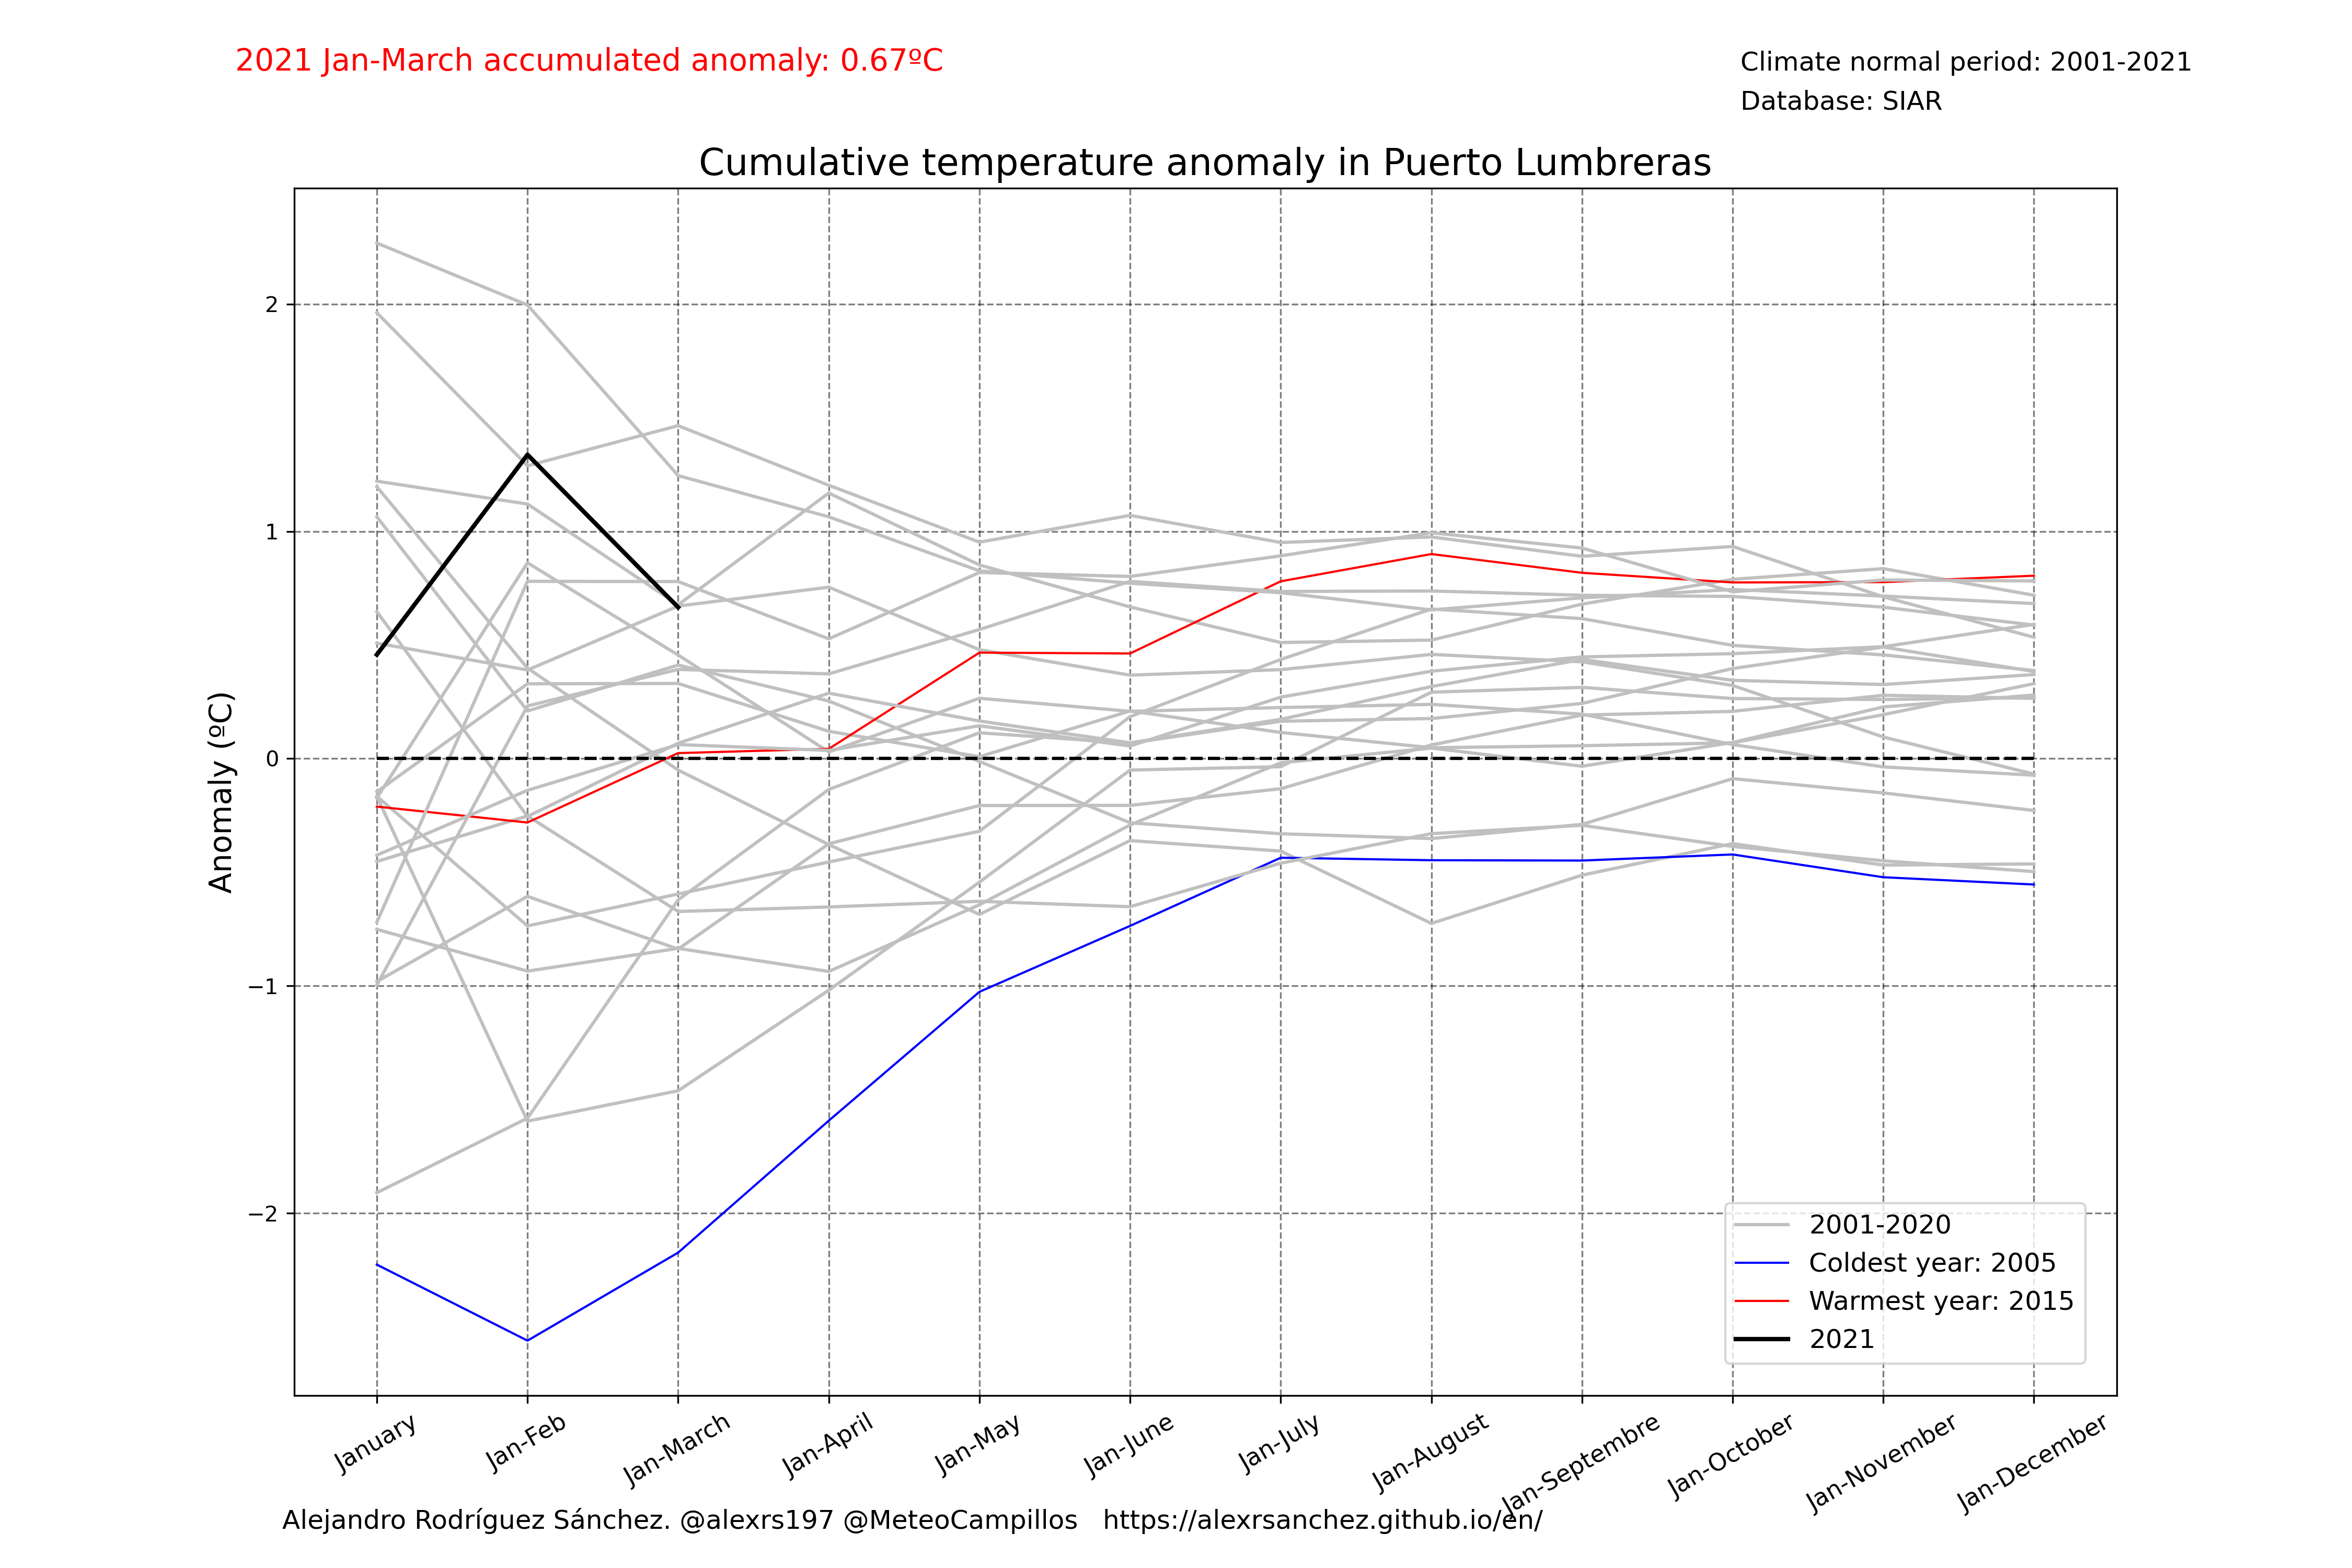 2021 Jan-March accumulated anomaly: 0.67ºC
Climate normal period: 2001-2021
Database: SIAR
Cumulative temperature anomaly in Puerto Lumbreras
Anomaly (ºC)
2
1
0
−1
−2
2001-2020
Coldest year: 2005
Warmest year: 2015
2021
January
Jan-Feb
Jan-March
Jan-April
Jan-May
Jan-June
Jan-July
Jan-August
Jan-Septembre
Jan-October
Jan-November
Jan-December
Alejandro Rodríguez Sánchez. @alexrs197 @MeteoCampillos   https://alexrsanchez.github.io/en/